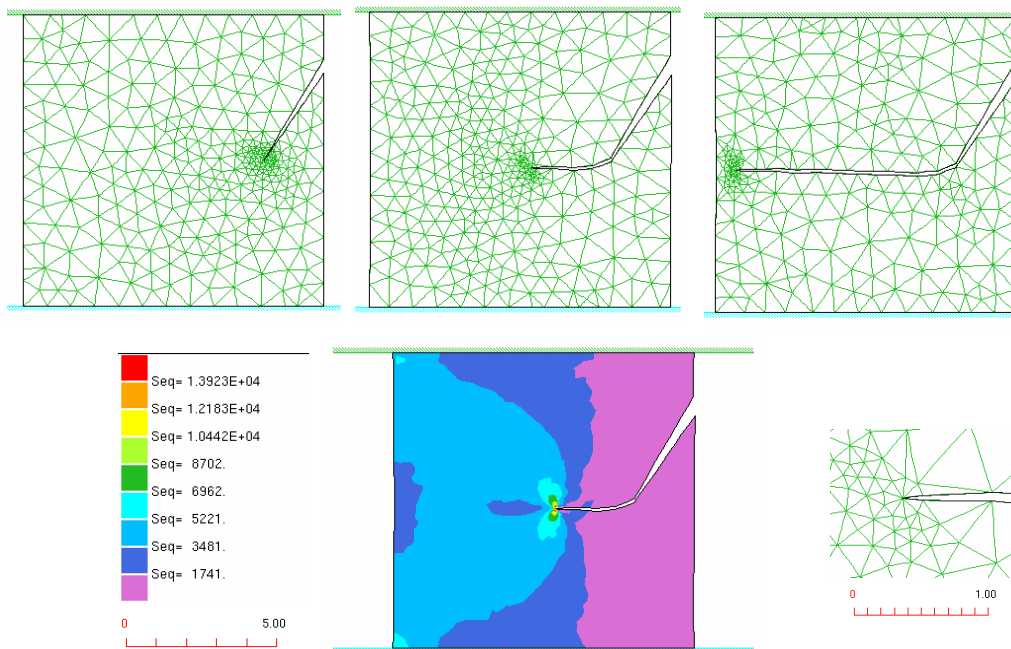 Seq= 1.3923E+04
Seq= 1.2183E+04
Seq= 1.0442E+04
Seq= 8702.
Seq= 6962.
Seq= 5221.
Seq= 3481.
Seq= 1741.
0 5.00
0 1.00